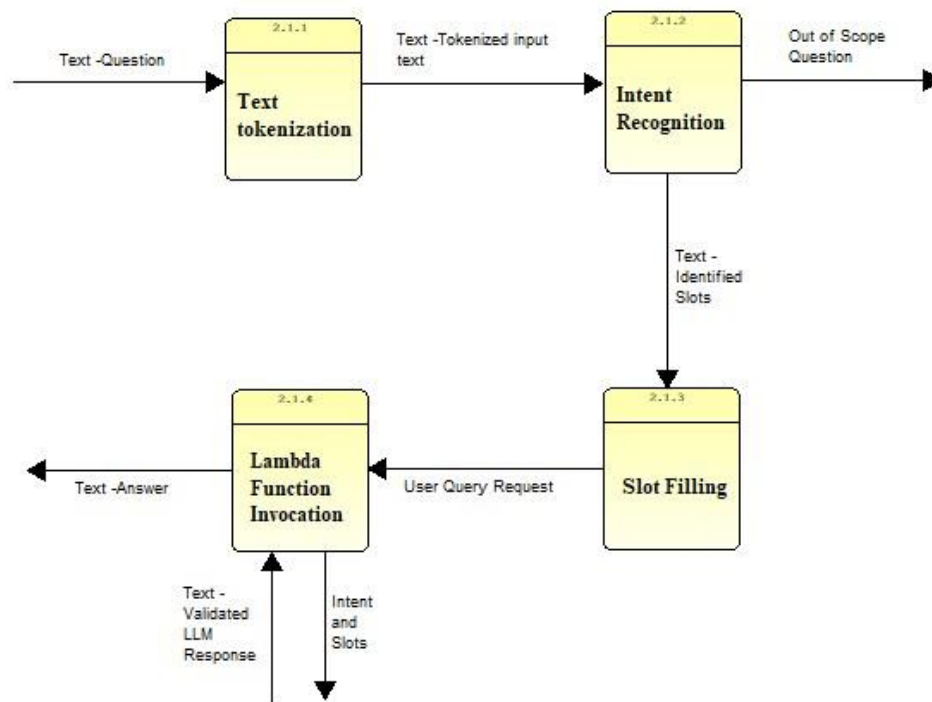 2.1.1
Text
tokenization
Text -Question
Text -Tokenized input
text
2.1.2
Intent
Recognition
Out of Scope
Question
Text -
Identified
Slots
2.1.3
Slot Filling
User Query Request
2.1.4
Lambda
Function
Invocation
Text -Answer
Text -
Validated
LLM
Response
Intent
and
Slots